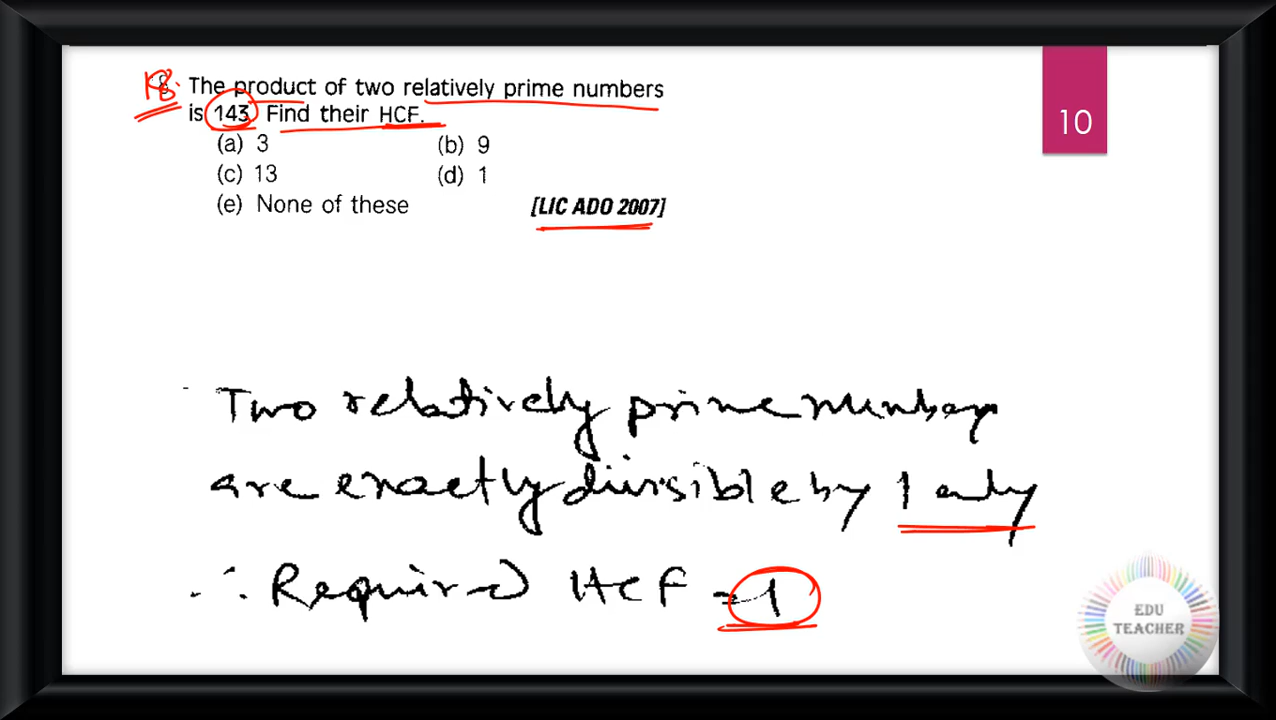 18. The product of two relatively prime numbers
is 143. Find their HCF.
(a) 3 (b) 9
(c) 13 (d) 1
(e) None of these [LIC ADO 2007]
10
Two relatively prime numbers
are exactly divisible by 1 only
∴ Required HCF = 1
EDU
TEACHER